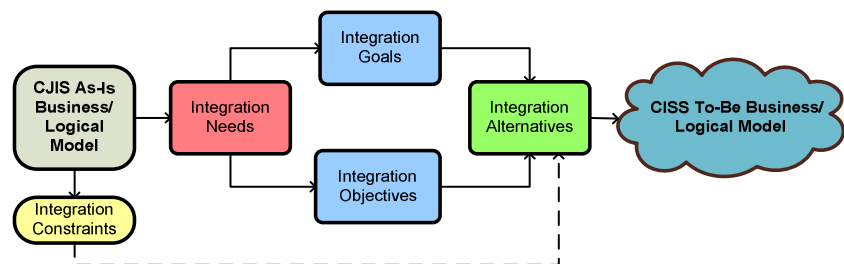 CJIS As-Is
Business/
Logical
Model
Integration
Constraints
Integration
Needs
Integration
Goals
Integration
Objectives
Integration
Alternatives
CISS To-Be Business/
Logical Model